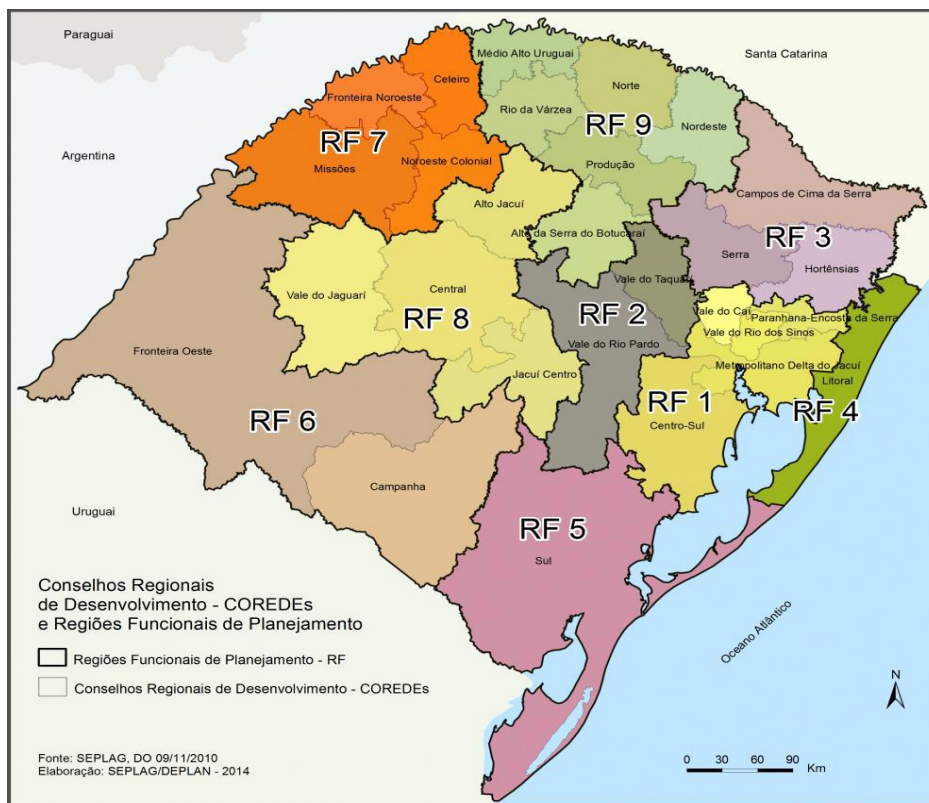 Paraguai
Santa Catarina
Argentina
Uruguai
Oceano Atlântico
Médio Alto Uruguai
Norte
Celeiro
Fronteira Noroeste
Rio da Várzea
RF 9
Nordeste
RF 7
Missões
Noroeste Colonial
Produção
Alto Jacuí
Campos de Cima da Serra
Alto da Serra do Botucaraí
RF 3
Serra
Hortênsias
Vale do Taquari
Vale do Jaguarí
Central
RF 8
RF 2
Vale do Caí
Paranhana-Encosta da Serra
Vale do Rio dos Sinos
Vale do Rio Pardo
Fronteira Oeste
Jacuí Centro
Metropolitano Delta do Jacuí
Litoral
RF 6
RF 1
RF 4
Centro-Sul
Campanha
RF 5
Sul
Conselhos Regionais
de Desenvolvimento - COREDEs
e Regiões Funcionais de Planejamento
Regiões Funcionais de Planejamento - RF
Conselhos Regionais de Desenvolvimento - COREDEs
Fonte: SEPLAG, DO 09/11/2010
Elaboração: SEPLAG/DEPLAN - 2014
N
0 30 60 90
Km